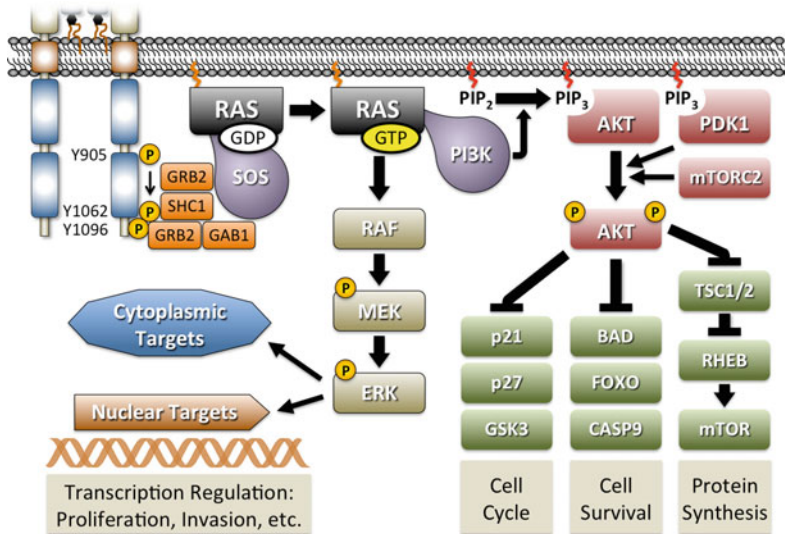 RAS
GDP
SOS
RAS
GTP
PI3K
PIP2
PIP3
AKT
PIP3
PDK1
mTORC2
Y905
P
GRB2
Y1062
P
SHC1
Y1096
P
GRB2
GAB1
RAF
P
MEK
P
ERK
Cytoplasmic
Targets
Nuclear Targets
Transcription Regulation:
Proliferation, Invasion, etc.
P
P
AKT
TSC1/2
p21
BAD
RHEB
p27
FOXO
GSK3
CASP9
mTOR
Cell
Cycle
Cell
Survival
Protein
Synthesis